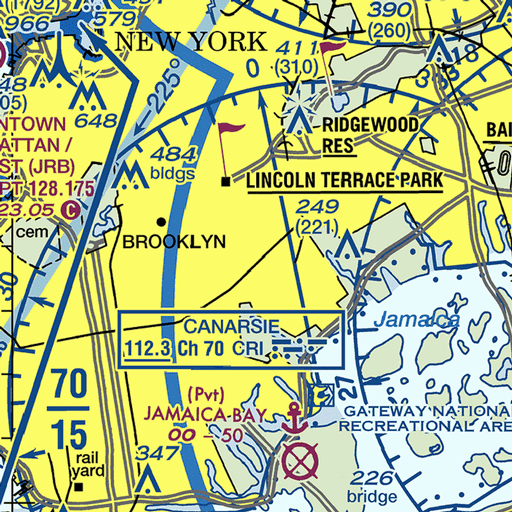 (1792)
966
579
NEW YORK
411
(310)
0
390
(260)
18
225°
48
05)
648
NTOWN
ATTAN /
ST (JRB)
PT 128.175
23.05 C
cem
484
bldgs
RIDGEWOOD
RES
BAI
LINCOLN TERRACE PARK
249
(221)
BROOKLYN
30
CANARSIE
112.3 Ch 70 CRI
Jamaica
27
70
15
(Pvt)
JAMAICA BAY
00 - 50
GATEWAY NATIONA
RECREATIONAL ARE
rail
yard
347
226
bridge